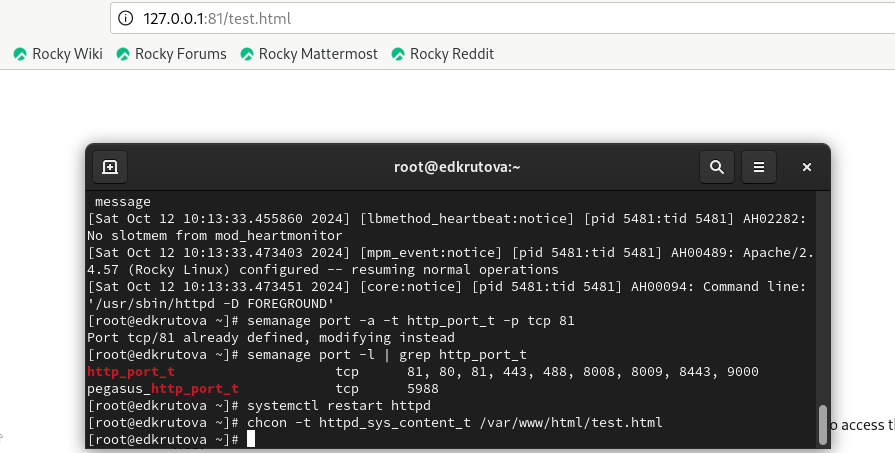 127.0.0.1:81/test.html
Rocky Wiki Rocky Forums Rocky Mattermost Rocky Reddit
root@edkrutova:~
message
[Sat Oct 12 10:13:33.455860 2024] [lbmethod_heartbeat:notice] [pid 5481:tid 5481] AH02282:
No slotmem from mod_heartmonitor
[Sat Oct 12 10:13:33.473403 2024] [mpm_event:notice] [pid 5481:tid 5481] AH00489: Apache/2.
4.57 (Rocky Linux) configured -- resuming normal operations
[Sat Oct 12 10:13:33.473451 2024] [core:notice] [pid 5481:tid 5481] AH00094: Command line:
'/usr/sbin/httpd -D FOREGROUND'
[root@edkrutova ~]# semanage port -a -t http_port_t -p tcp 81
Port tcp/81 already defined, modifying instead
[root@edkrutova ~]# semanage port -l | grep http_port_t
http_port_t tcp 81, 80, 81, 443, 488, 8008, 8009, 8443, 9000
pegasus_http_port_t tcp 5988
[root@edkrutova ~]# systemctl restart httpd
[root@edkrutova ~]# chcon -t httpd_sys_content_t /var/www/html/test.html
[root@edkrutova ~]#
o access t